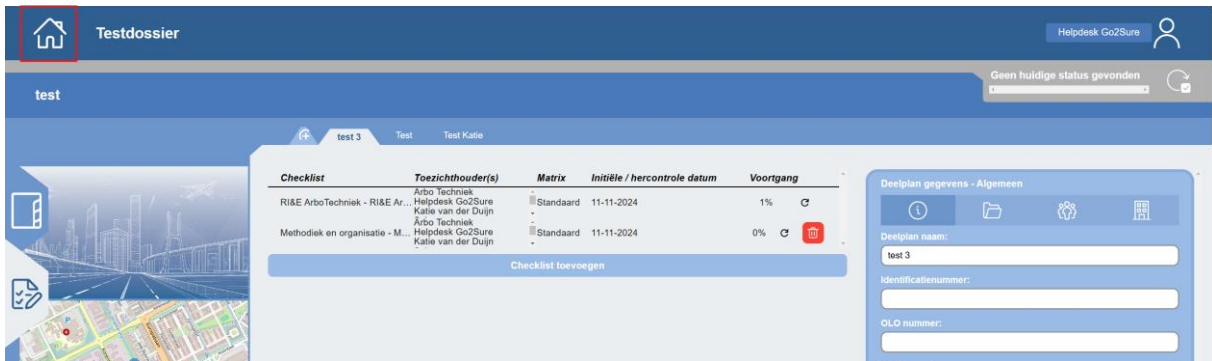 Testdossier
Helpdesk Go2Sure
Geen huidige status gevonden
test
test 3
Test
Test Katie
Checklist
Toezichthouder(s)
Matrix
Initiële / hercontrole datum
Voortgang
RI&E ArboTechniek - RI&E Ar...
Arbo Techniek
Helpdesk Go2Sure
Katie van der Duijn
Standaard
11-11-2024
1%
Methodiek en organisatie - M...
Arbo Techniek
Helpdesk Go2Sure
Katie van der Duijn
Standaard
11-11-2024
0%
Checklist toevoegen
Deelplan gegevens - Algemeen
Deelplan naam:
test 3
Identificatienummer:
OLO nummer: